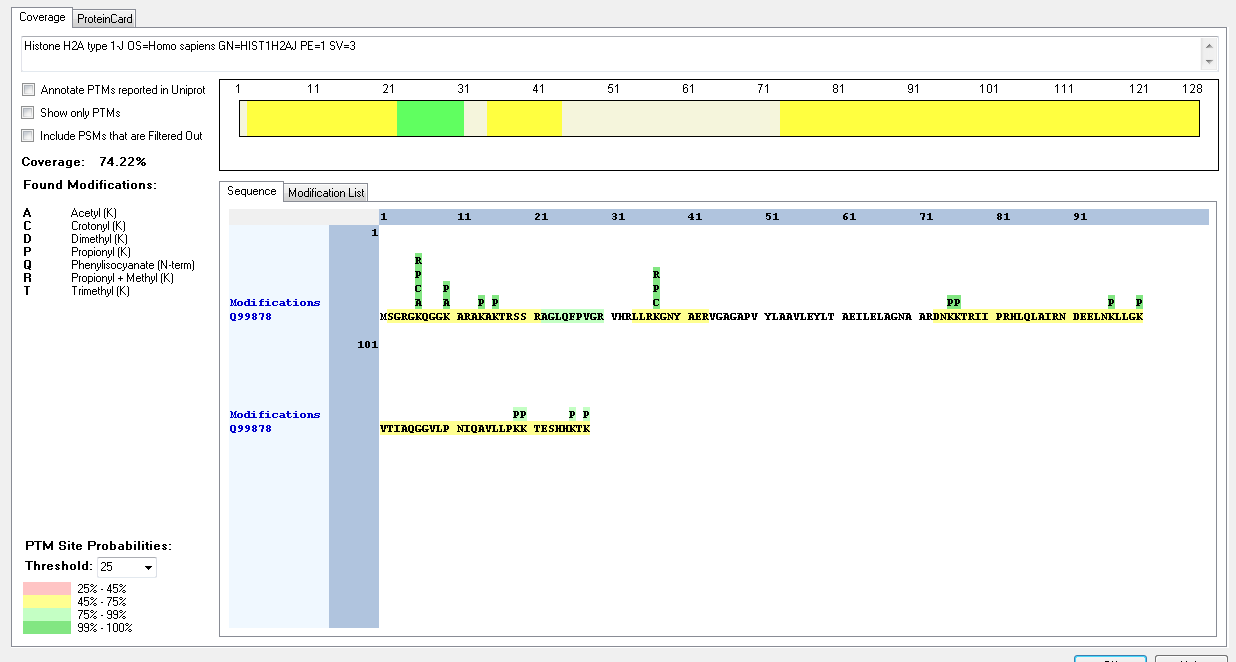 Coverage ProteinCard
Histone H2A type 1-J OS=Homo sapiens GN=HIST1H2AJ PE=1 SV=3
Annotate PTMs reported in Uniprot
Show only PTMs
Include PSMs that are Filtered Out
Coverage: 74.22%
Found Modifications:
A Acetyl (K)
C Crotonyl (K)
D Dimethyl (K)
P Propionyl (K)
Q Phenylisocyanate (N-term)
R Propionyl + Methyl (K)
T Trimethyl (K)
1 11 21 31 41 51 61 71 81 91 101 111 121 128
Sequence Modification List
1 11 21 31 41 51 61 71 81 91
1
R
P R
C P P
Modifications A A P P C PP P P
Q99878 MSGRGKQGGK ARAKAKTRSS RAGLQFPVGR VHRLLRKGNY AERVGAGAPV YLAAVLEYLT AEILELAGNA ARDNKKTRII PRHLQLAIRN DEELNKLLGK
101
Modifications PP P P
Q99878 VTIAQGGVLP NIQAVLLPKK TESHHKTK
PTM Site Probabilities:
Threshold: 25
25% - 45%
45% - 75%
75% - 99%
99% - 100%